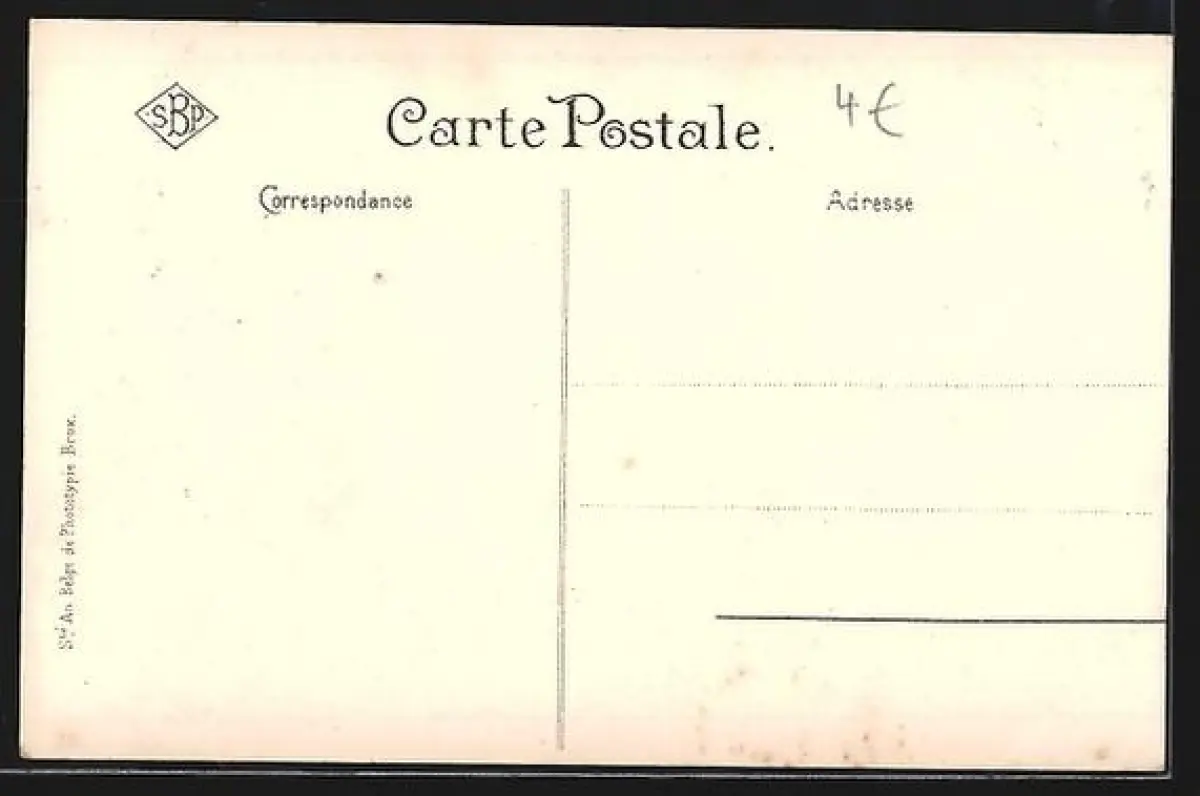 SBP
Carte Postale.
4€
Correspondance
Adresse
Sté An. Belge de Phototypie Brux.